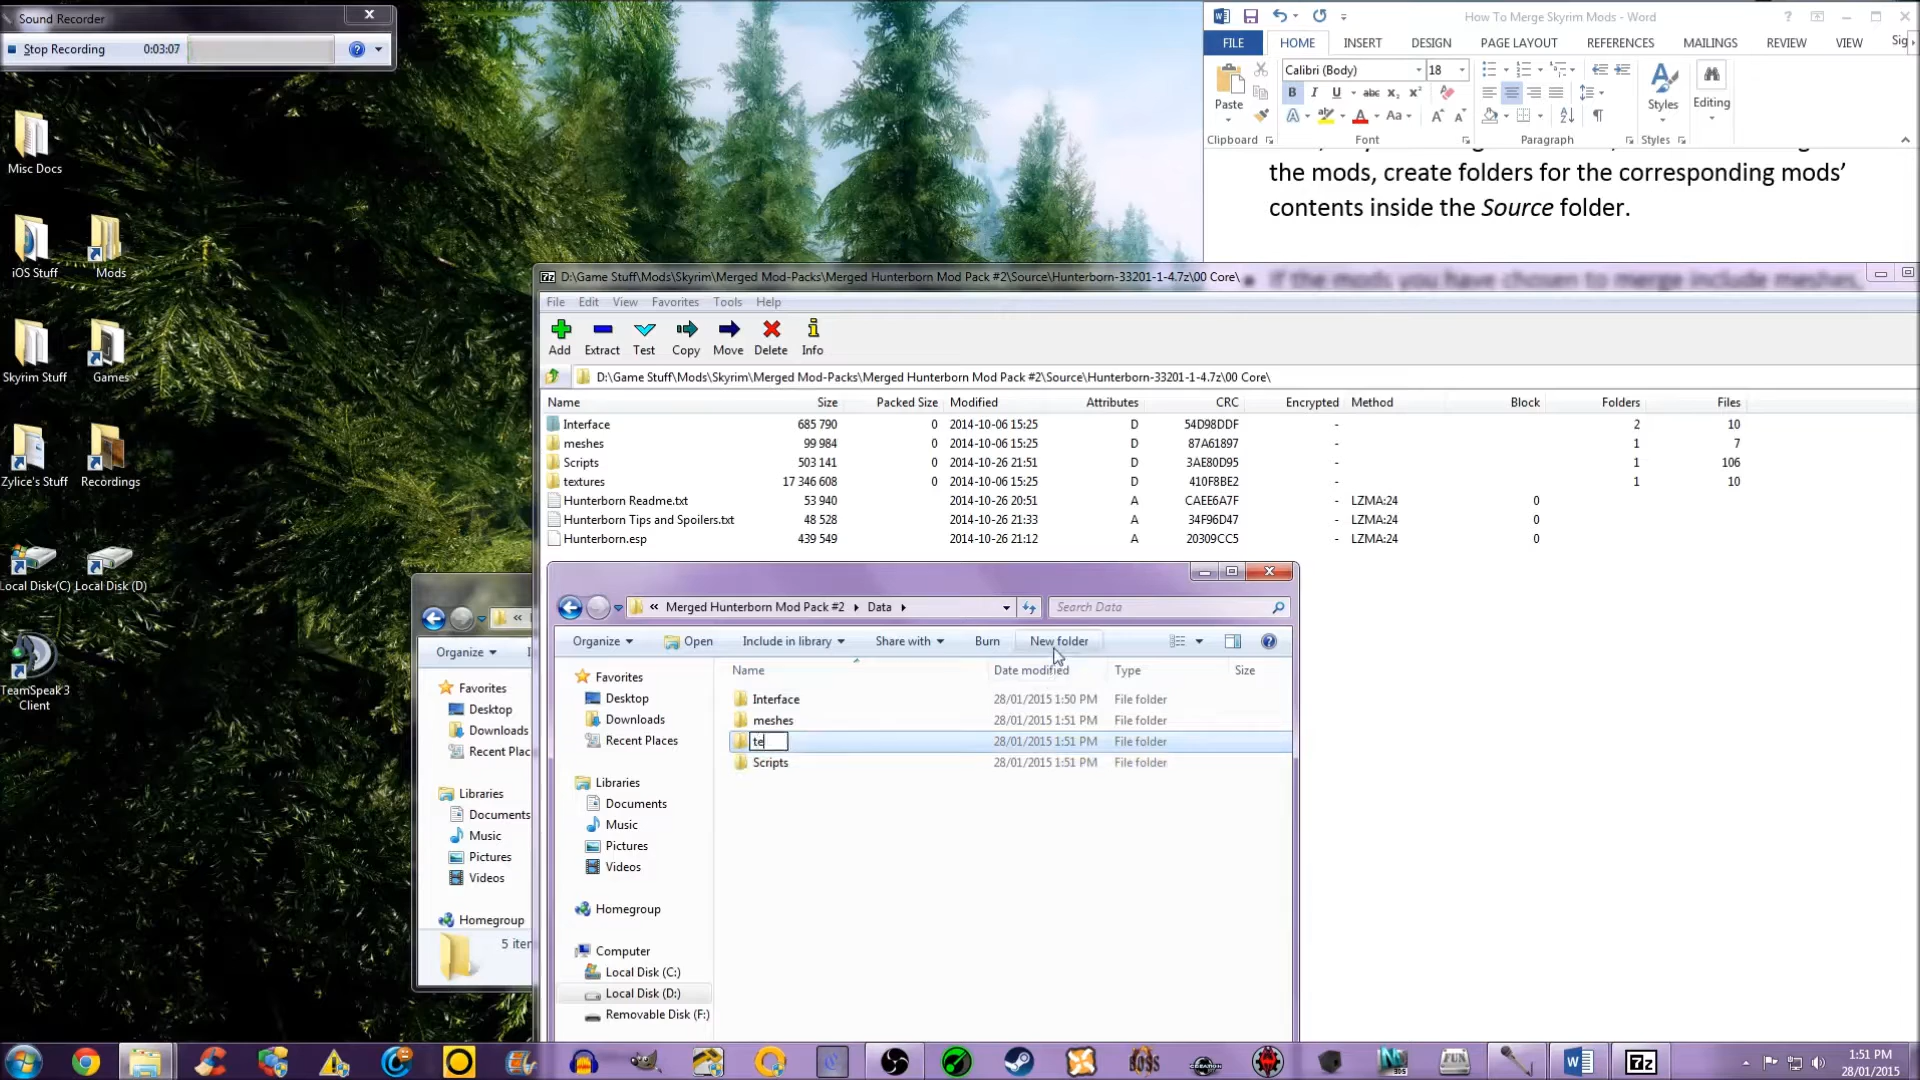 Sound Recorder
Stop Recording 0:03:07
Misc Docs
iOS Stuff
Mods
Skyrim Stuff
Games
Zylice's Stuff
Recordings
Local Disk (C)
Local Disk (D)
TeamSpeak 3
Client
How To Merge Skyrim Mods - Word
FILE HOME INSERT DESIGN PAGE LAYOUT REFERENCES MAILINGS REVIEW VIEW Sig
Calibri (Body) 18
Paste
Styles
Editing
Clipboard Font Paragraph Styles
the mods, create folders for the corresponding mods’
contents inside the Source folder.
If the mods you have chosen to merge include meshes,
D:\Game Stuff\Mods\Skyrim\Merged Mod-Packs\Merged Hunterborn Mod Pack #2\Source\Hunterborn-33201-1-4.7z\00 Core\
File Edit View Favorites Tools Help
Add Extract Test Copy Move Delete Info
D:\Game Stuff\Mods\Skyrim\Merged Mod-Packs\Merged Hunterborn Mod Pack #2\Source\Hunterborn-33201-1-4.7z\00 Core\
Name Size Packed Size Modified Attributes CRC Encrypted Method Block Folders Files
Interface 685 790 0 2014-10-06 15:25 D 54D98DDF - 2 10
meshes 99 984 0 2014-10-06 15:25 D 87A61897 - 1 7
Scripts 503 141 0 2014-10-26 21:51 D 3AE80D95 - 1 106
textures 17 346 608 0 2014-10-06 15:25 D 410F8BE2 - 1 10
Hunterborn Readme.txt 53 940 2014-10-26 20:51 A CAEE6A7F - LZMA:24 0
Hunterborn Tips and Spoilers.txt 48 528 2014-10-26 21:33 A 34F96D47 - LZMA:24 0
Hunterborn.esp 439 549 2014-10-26 21:12 A 20309CC5 - LZMA:24 0
« Merged Hunterborn Mod Pack #2 Data Search Data
Organize Open Include in library Share with Burn New folder
Name Date modified Type Size
Interface 28/01/2015 1:50 PM File folder
meshes 28/01/2015 1:51 PM File folder
te 28/01/2015 1:51 PM File folder
Scripts 28/01/2015 1:51 PM File folder
Favorites
Desktop
Downloads
Recent Places
Libraries
Documents
Music
Pictures
Videos
Homegroup
Computer
Local Disk (C:)
Local Disk (D:)
Removable Disk (F:)
Organize
Favorites
Desktop
Downloads
Recent Plac
Libraries
Documents
Music
Pictures
Videos
Homegroup
5 iter
1:51 PM
28/01/2015